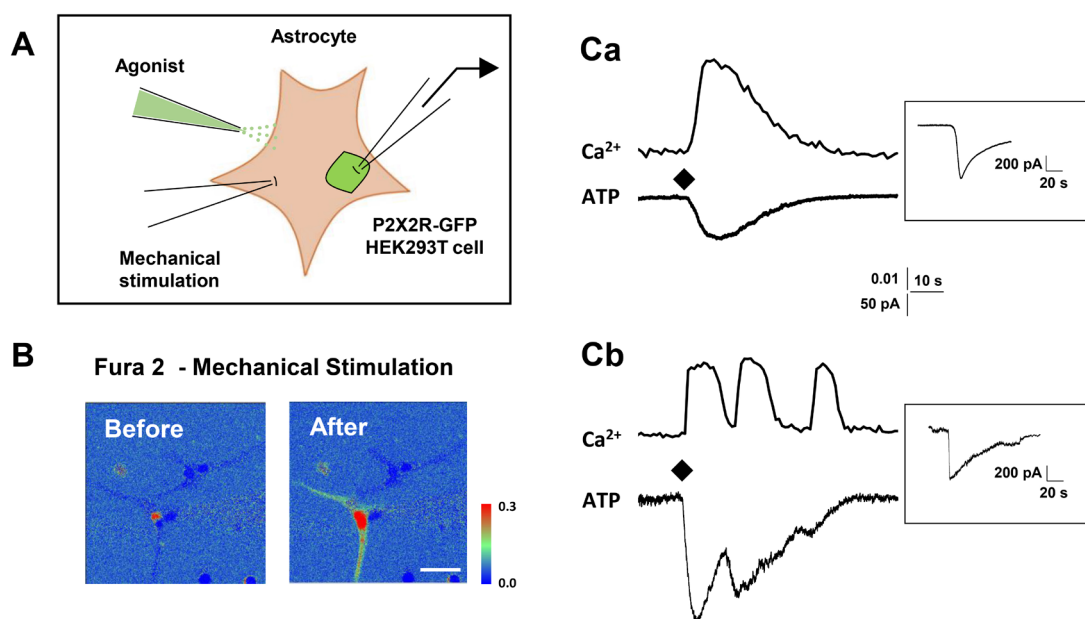 A
Astrocyte
Agonist
P2X2R-GFP
HEK293T cell
Mechanical
stimulation
B
Fura 2 - Mechanical Stimulation
Before
After
0.3
0.0
Ca
Ca²⁺
ATP
200 pA
20 s
0.01
10 s
50 pA
Cb
Ca²⁺
ATP
200 pA
20 s